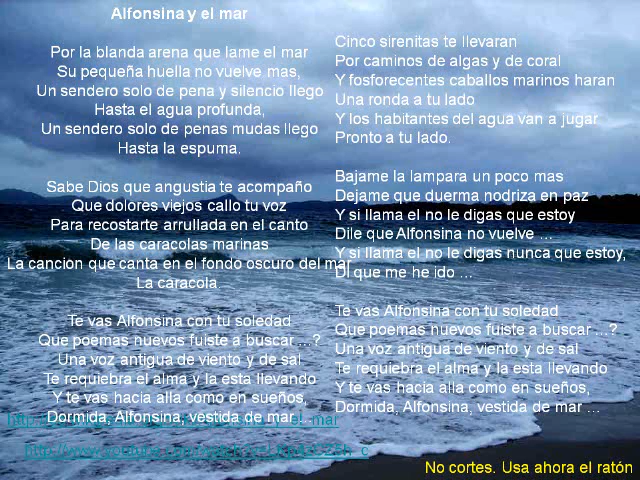 Alfonsina y el mar
Por la blanda arena que lame el mar
Su pequeña huella no vuelve mas,
Un sendero solo de pena y silencio llego
Hasta el agua profunda,
Un sendero solo de penas mudas llego
Hasta la espuma.
Sabe Dios que angustia te acompaño
Que dolores viejos callo tu voz
Para recostarte arrullada en el canto
De las caracolas marinas
La cancion que canta en el fondo oscuro del mar
La caracola.
Te vas Alfonsina con tu soledad
Que poemas nuevos fuiste a buscar ...?
Una voz antigua de viento y de sal
Te requiebra el alma y la esta llevando
Y te vas hacia alla como en sueños,
Dormida, Alfonsina, vestida de mar ...
Cinco sirenitas te llevaran
Por caminos de algas y de coral
Y fosforecentes caballos marinos haran
Una ronda a tu lado
Y los habitantes del agua van a jugar
Pronto a tu lado.
Bajame la lampara un poco mas
Dejame que duerma nodriza en paz
Y si llama el no le digas que estoy
Dile que Alfonsina no vuelve ...
Y si llama el no le digas nunca que estoy,
Di que me he ido ...
Te vas Alfonsina con tu soledad
Que poemas nuevos fuiste a buscar ...?
Una voz antigua de viento y de sal
Te requiebra el alma y la esta llevando
Y te vas hacia alla como en sueños,
Dormida, Alfonsina, vestida de mar ...
No cortes. Usa ahora el ratón